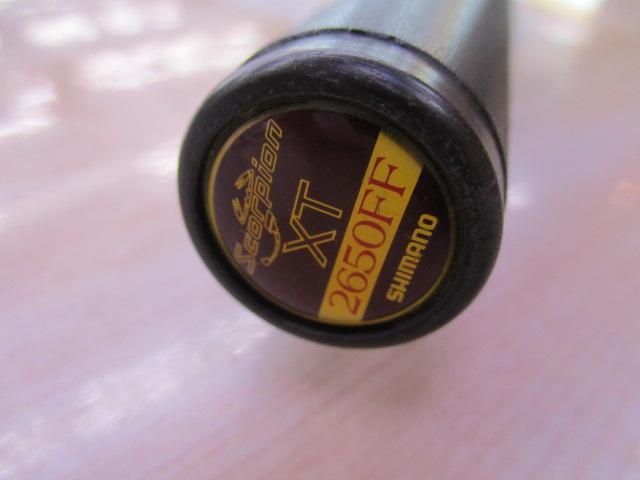 Scorpion
XT
2650FF
SHIMANO